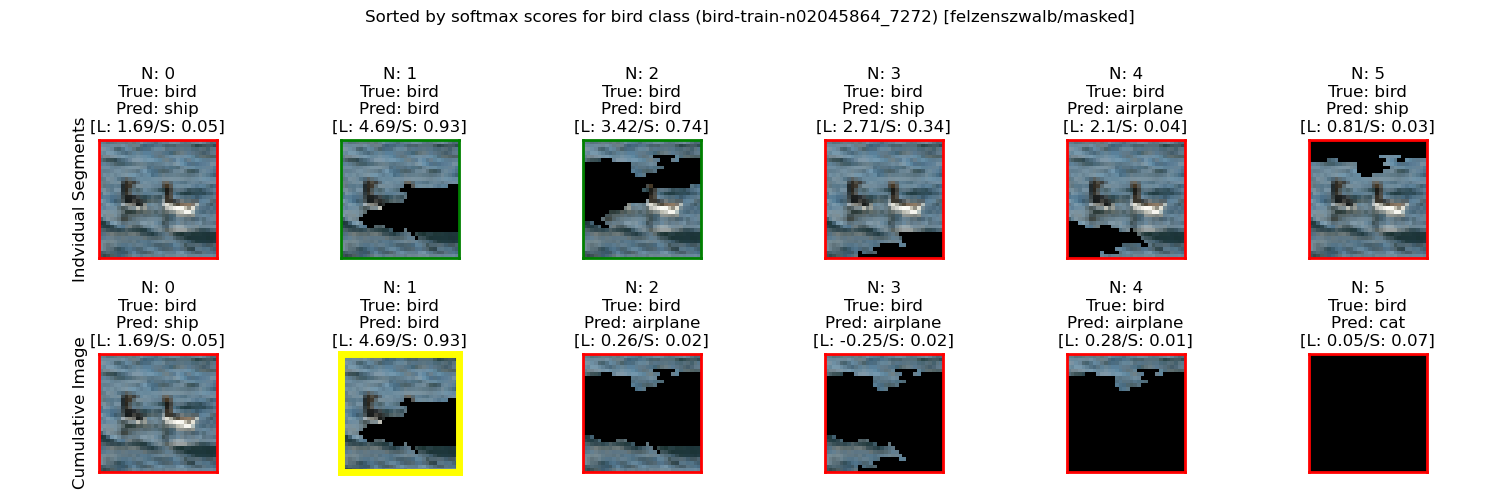 Sorted by softmax scores for bird class (bird-train-n02045864_7272) [felzenszwalb/masked]
Indvidual Segments
N: 0
True: bird
Pred: ship
[L: 1.69/S: 0.05]
N: 1
True: bird
Pred: bird
[L: 4.69/S: 0.93]
N: 2
True: bird
Pred: bird
[L: 3.42/S: 0.74]
N: 3
True: bird
Pred: ship
[L: 2.71/S: 0.34]
N: 4
True: bird
Pred: airplane
[L: 2.1/S: 0.04]
N: 5
True: bird
Pred: ship
[L: 0.81/S: 0.03]
Cumulative Image
N: 0
True: bird
Pred: ship
[L: 1.69/S: 0.05]
N: 1
True: bird
Pred: bird
[L: 4.69/S: 0.93]
N: 2
True: bird
Pred: airplane
[L: 0.26/S: 0.02]
N: 3
True: bird
Pred: airplane
[L: -0.25/S: 0.02]
N: 4
True: bird
Pred: airplane
[L: 0.28/S: 0.01]
N: 5
True: bird
Pred: cat
[L: 0.05/S: 0.07]